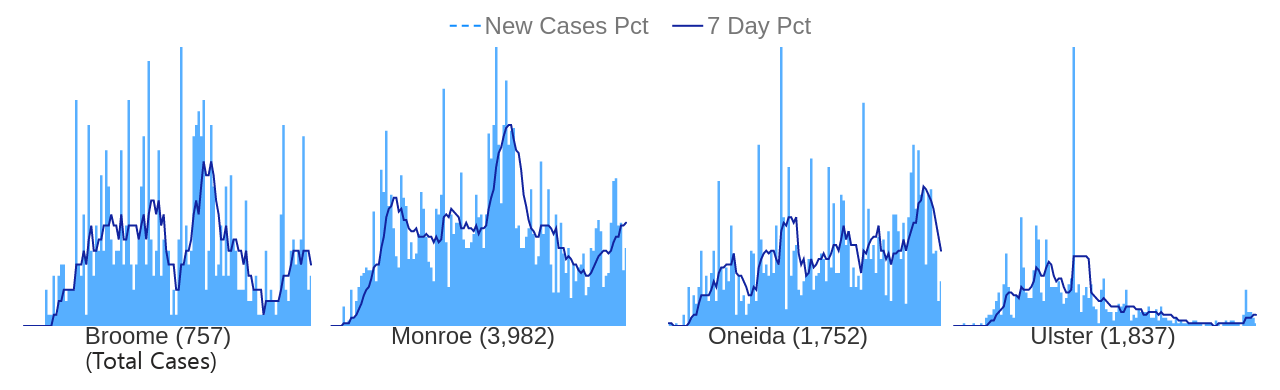 New Cases Pct 7 Day Pct
Broome (757) Monroe (3,982) Oneida (1,752) Ulster (1,837)
(Total Cases)